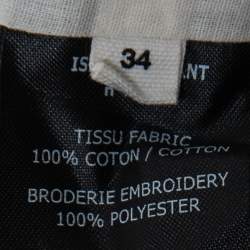 34
TISSU FABRIC
100% COTON / COTTON
BRODERIE EMBROIDERY
100% POLYESTER